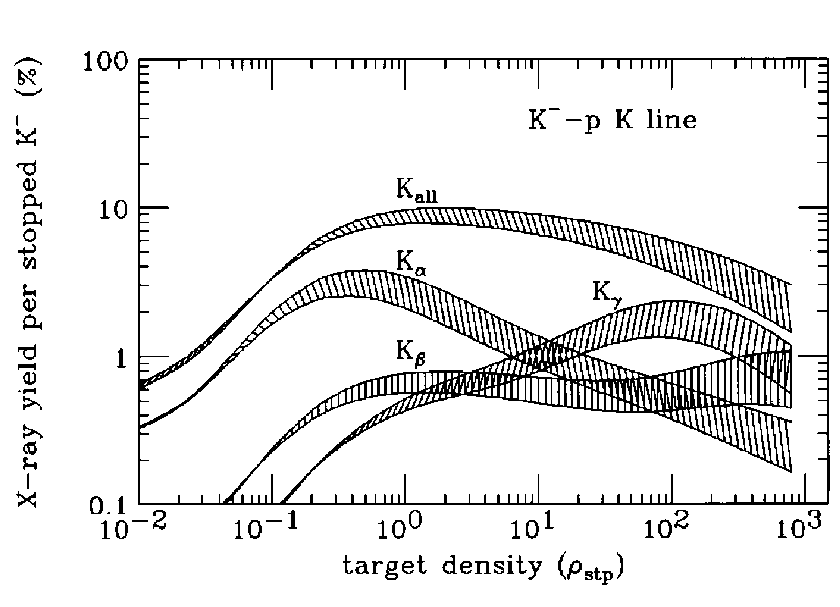 X-ray yield per stopped K⁻ (%)
100
10
1
0.1
K⁻-p K line
K_all
K_α
K_γ
K_β
10⁻² 10⁻¹ 10⁰ 10¹ 10² 10³
target density (ρ_stp)